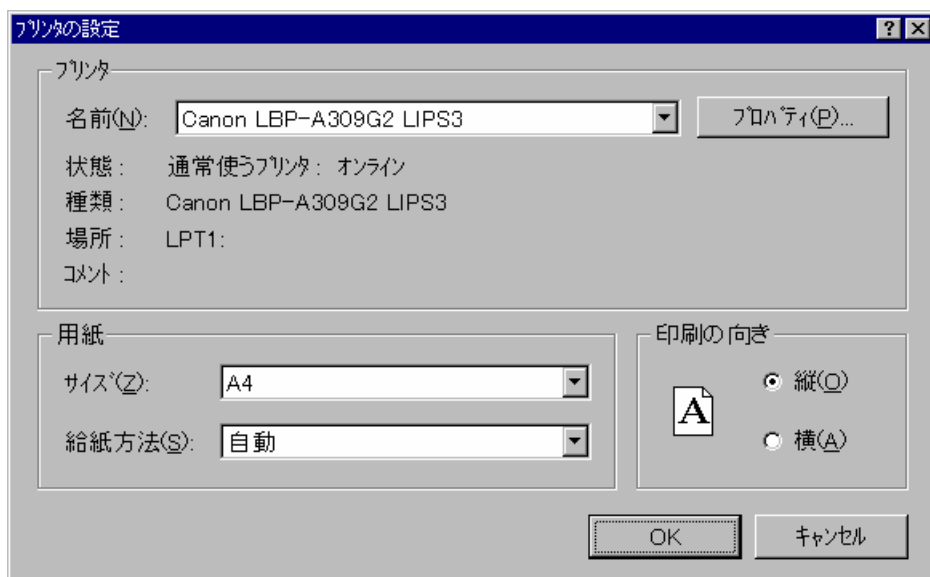 ﾌﾟﾘﾝﾀの設定
ﾌﾟﾘﾝﾀ
名前(N): Canon LBP-A309G2 LIPS3 ﾌﾟﾛﾊﾟﾃｨ(P)...
状態： 通常使うﾌﾟﾘﾝﾀ： ｵﾝﾗｲﾝ
種類： Canon LBP-A309G2 LIPS3
場所： LPT1:
ｺﾒﾝﾄ：
用紙
ｻｲｽﾞ(Z): A4
給紙方法(S): 自動
印刷の向き
A
縦(O)
横(A)
OK ｷｬﾝｾﾙ